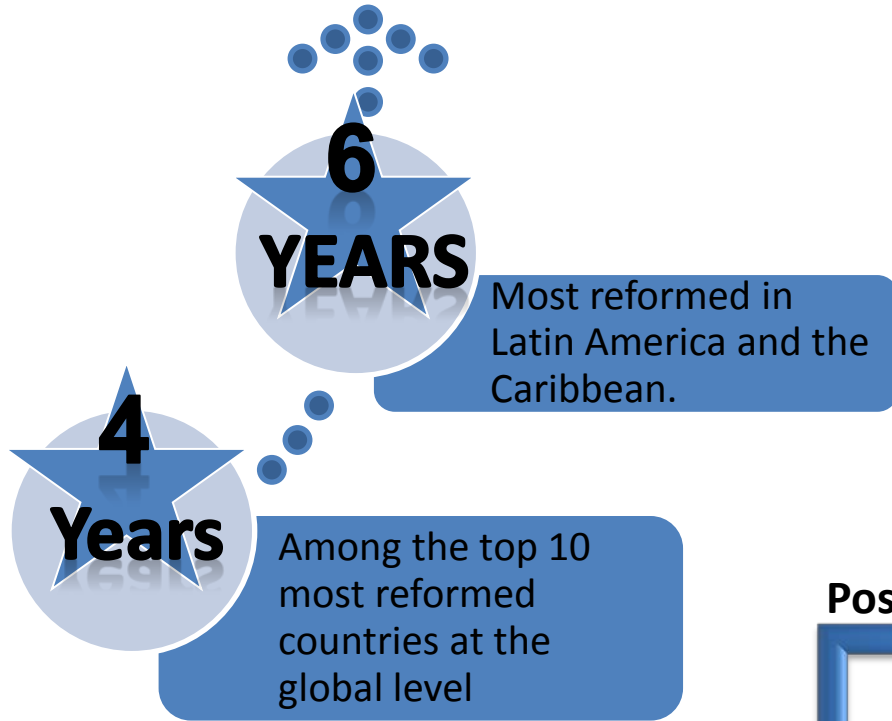 6
YEARS
Most reformed in
Latin America and the
Caribbean.
4
Years
Among the top 10
most reformed
countries at the
global level
Pos